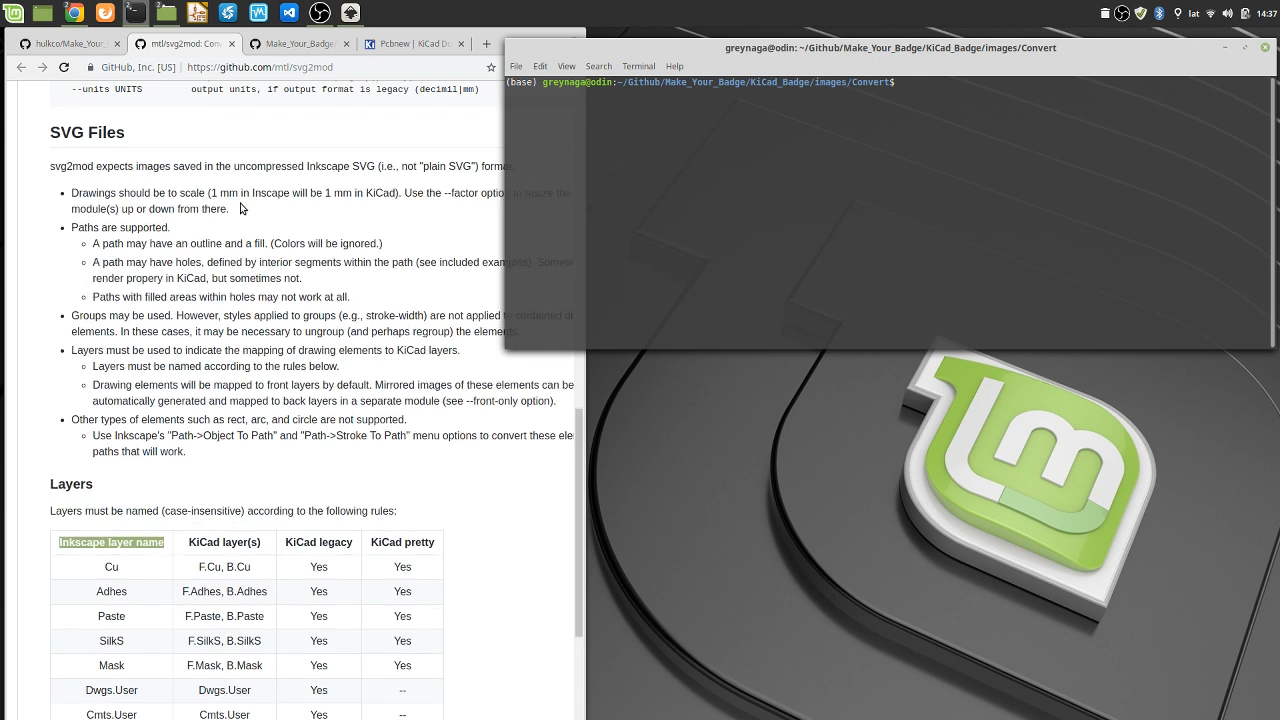 lat
14:37
hulkco/Make_Your_
mtl/svg2mod: Con
Make_Your_Badge/
Pcbnew | KiCad D
GitHub, Inc. [US] | https://github.com/mtl/svg2mod
greynaga@odin: ~/Github/Make_Your_Badge/KiCad_Badge/images/Convert
File Edit View Search Terminal Help
(base) greynaga@odin:~/Github/Make_Your_Badge/KiCad_Badge/images/Convert$
--units UNITS output units, if output format is legacy (decimil|mm)
SVG Files
svg2mod expects images saved in the uncompressed Inkscape SVG (i.e., not "plain SVG") format.
Drawings should be to scale (1 mm in Inscape will be 1 mm in KiCad). Use the --factor option to resize the
module(s) up or down from there.
Paths are supported.
A path may have an outline and a fill. (Colors will be ignored.)
A path may have holes, defined by interior segments within the path (see included examples). Someti
render propery in KiCad, but sometimes not.
Paths with filled areas within holes may not work at all.
Groups may be used. However, styles applied to groups (e.g., stroke-width) are not applied to contained dr
elements. In these cases, it may be necessary to ungroup (and perhaps regroup) the elements.
Layers must be used to indicate the mapping of drawing elements to KiCad layers.
Layers must be named according to the rules below.
Drawing elements will be mapped to front layers by default. Mirrored images of these elements can be
automatically generated and mapped to back layers in a separate module (see --front-only option).
Other types of elements such as rect, arc, and circle are not supported.
Use Inkscape's "Path->Object To Path" and "Path->Stroke To Path" menu options to convert these ele
paths that will work.
Layers
Layers must be named (case-insensitive) according to the following rules:
Inkscape layer name KiCad layer(s) KiCad legacy KiCad pretty
Cu F.Cu, B.Cu Yes Yes
Adhes F.Adhes, B.Adhes Yes Yes
Paste F.Paste, B.Paste Yes Yes
SilkS F.SilkS, B.SilkS Yes Yes
Mask F.Mask, B.Mask Yes Yes
Dwgs.User Dwgs.User Yes --
Cmts.User Cmts.User Yes --